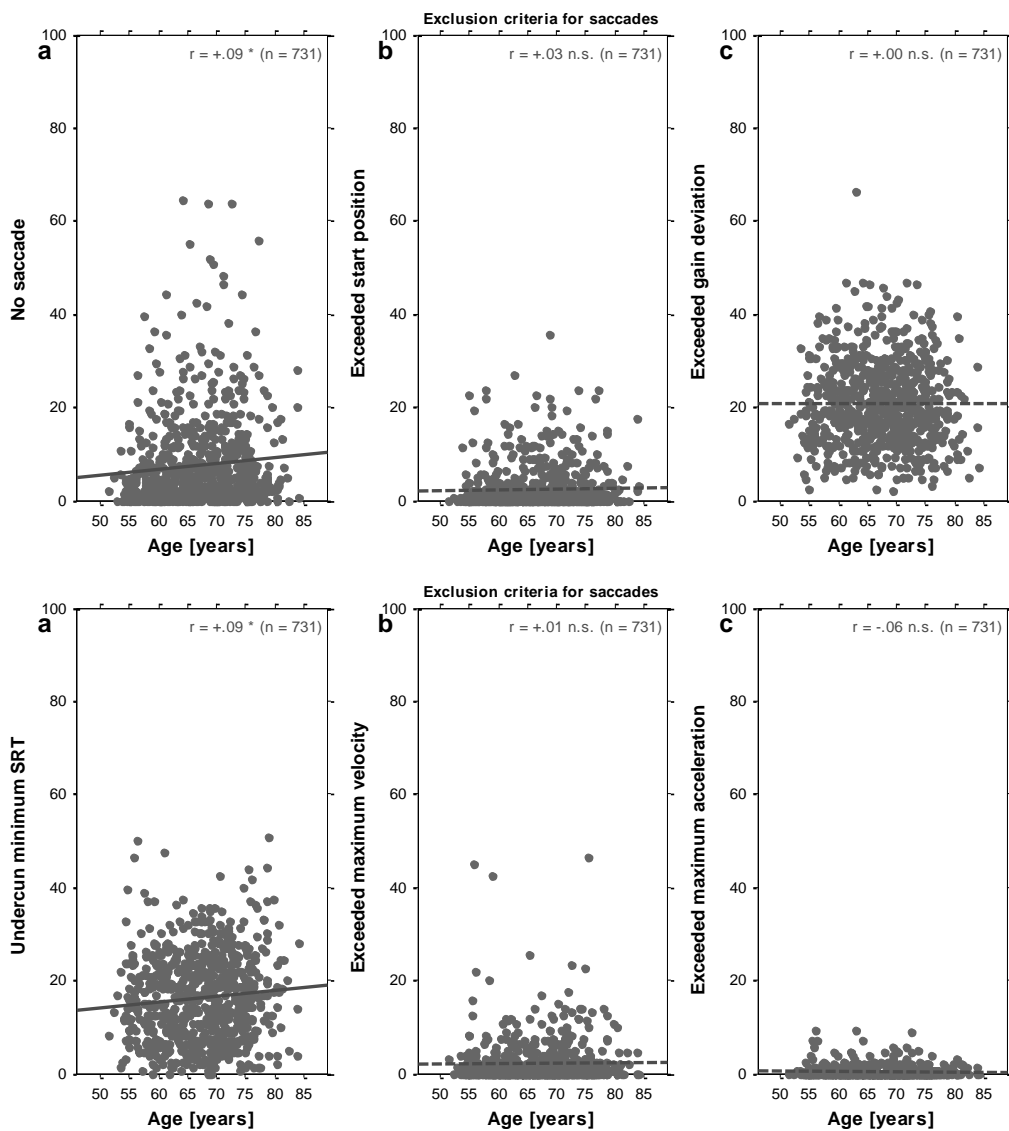 Exclusion criteria for saccades
a
r = +.09 * (n = 731)
No saccade
100
80
60
40
20
0
50 55 60 65 70 75 80 85
Age [years]
b
r = +.03 n.s. (n = 731)
Exceeded start position
100
80
60
40
20
0
50 55 60 65 70 75 80 85
Age [years]
c
r = +.00 n.s. (n = 731)
Exceeded gain deviation
100
80
60
40
20
0
50 55 60 65 70 75 80 85
Age [years]
Exclusion criteria for saccades
a
r = +.09 * (n = 731)
Undercun minimum SRT
100
80
60
40
20
0
50 55 60 65 70 75 80 85
Age [years]
b
r = +.01 n.s. (n = 731)
Exceeded maximum velocity
100
80
60
40
20
0
50 55 60 65 70 75 80 85
Age [years]
c
r = -.06 n.s. (n = 731)
Exceeded maximum acceleration
100
80
60
40
20
0
50 55 60 65 70 75 80 85
Age [years]